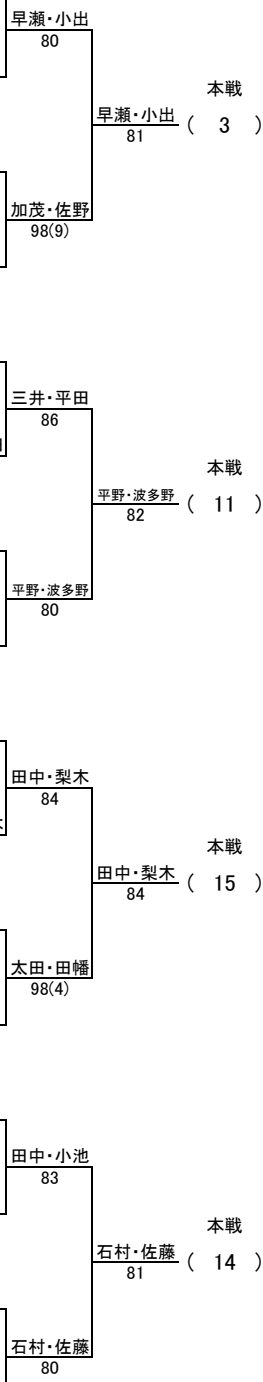 早瀬・小出
80
本戦
早瀬・小出 ( 3 )
81
加茂・佐野
98(9)
三井・平田
86
本戦
平野・波多野 ( 11 )
82
平野・波多野
80
田中・梨木
84
本戦
田中・梨木 ( 15 )
84
太田・田幡
98(4)
田中・小池
83
本戦
石村・佐藤 ( 14 )
81
石村・佐藤
80